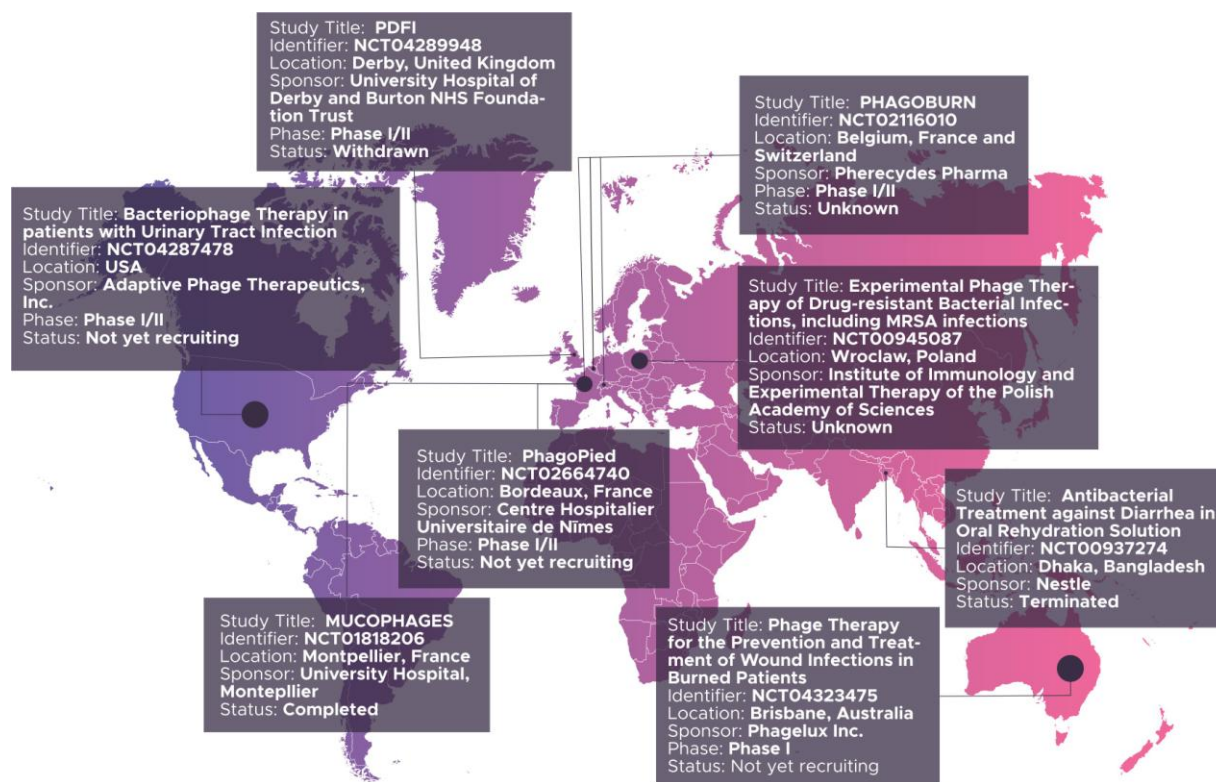 Study Title: PDFI
Identifier: NCT04289948
Location: Derby, United Kingdom
Sponsor: University Hospital of
Derby and Burton NHS Founda-
tion Trust
Phase: Phase I/II
Status: Withdrawn
Study Title: PHAGOBURN
Identifier: NCT02116010
Location: Belgium, France and
Switzerland
Sponsor: Pherecydes Pharma
Phase: Phase I/II
Status: Unknown
Study Title: Bacteriophage Therapy in
patients with Urinary Tract Infection
Identifier: NCT04287478
Location: USA
Sponsor: Adaptive Phage Therapeutics,
Inc.
Phase: Phase I/II
Status: Not yet recruiting
Study Title: Experimental Phage Ther-
apy of Drug-resistant Bacterial Infec-
tions, including MRSA infections
Identifier: NCT00945087
Location: Wroclaw, Poland
Sponsor: Institute of Immunology and
Experimental Therapy of the Polish
Academy of Sciences
Status: Unknown
Study Title: PhagoPied
Identifier: NCT02664740
Location: Bordeaux, France
Sponsor: Centre Hospitalier
Universitaire de Nīmes
Phase: Phase I/II
Status: Not yet recruiting
Study Title: Antibacterial
Treatment against Diarrhea in
Oral Rehydration Solution
Identifier: NCT00937274
Location: Dhaka, Bangladesh
Sponsor: Nestle
Status: Terminated
Study Title: MUCOPHAGES
Identifier: NCT01818206
Location: Montpellier, France
Sponsor: University Hospital,
Montepllier
Status: Completed
Study Title: Phage Therapy
for the Prevention and Treat-
ment of Wound Infections in
Burned Patients
Identifier: NCT04323475
Location: Brisbane, Australia
Sponsor: Phagelux Inc.
Phase: Phase I
Status: Not yet recruiting